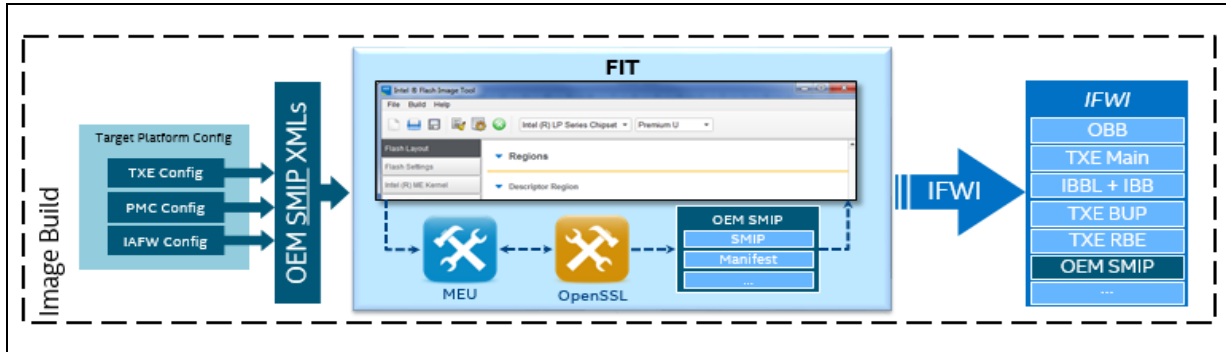 Image Build
Target Platform Config
TXE Config
PMC Config
IAFW Config
OEM SMIP XMLs
FIT
Intel ® Flash Image Tool
File Build Help
Intel (R) LP Series Chipset
Premium U
Flash Layout
Flash Settings
Intel (R) ME Kernel
Regions
Descriptor Region
MEU
OpenSSL
OEM SMIP
SMIP
Manifest
...
IFWI
IFWI
OBB
TXE Main
IBBL + IBB
TXE BUP
TXE RBE
OEM SMIP
...